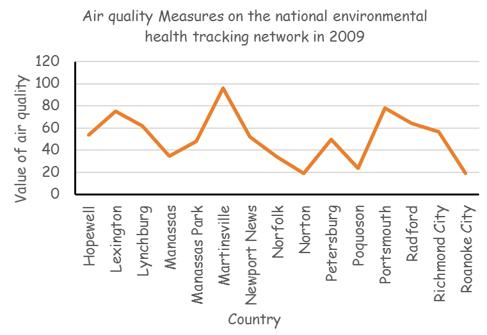 Air quality Measures on the national environmental
health tracking network in 2009
Value of air quality
120
100
80
60
40
20
0
Hopewell
Lexington
Lynchburg
Manassas
Manassas Park
Martinsville
Newport News
Norfolk
Norton
Petersburg
Poquoson
Portsmouth
Radford
Richmond City
Roanoke City
Country